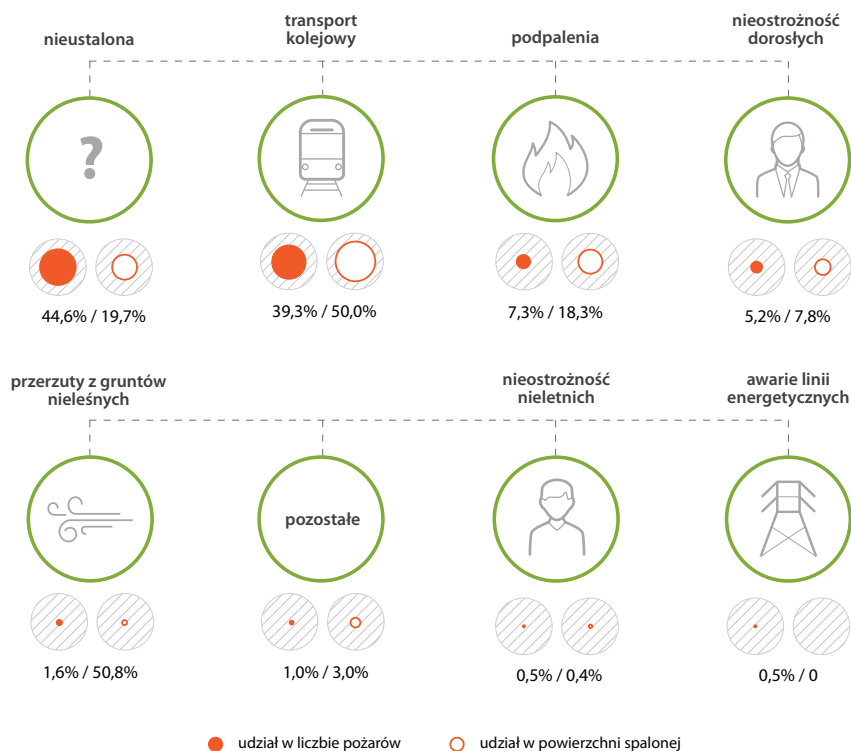 nieustalona
transport
kolejowy
podpalenia
nieostrożność
dorosłych
?
44,6% / 19,7%
39,3% / 50,0%
7,3% / 18,3%
5,2% / 7,8%
przerzuty z gruntów
nieleśnych
nieostrożność
nieletnich
awarie linii
energetycznych
pozostałe
1,6% / 50,8%
1,0% / 3,0%
0,5% / 0,4%
0,5% / 0
udział w liczbie pożarów
udział w powierzchni spalonej